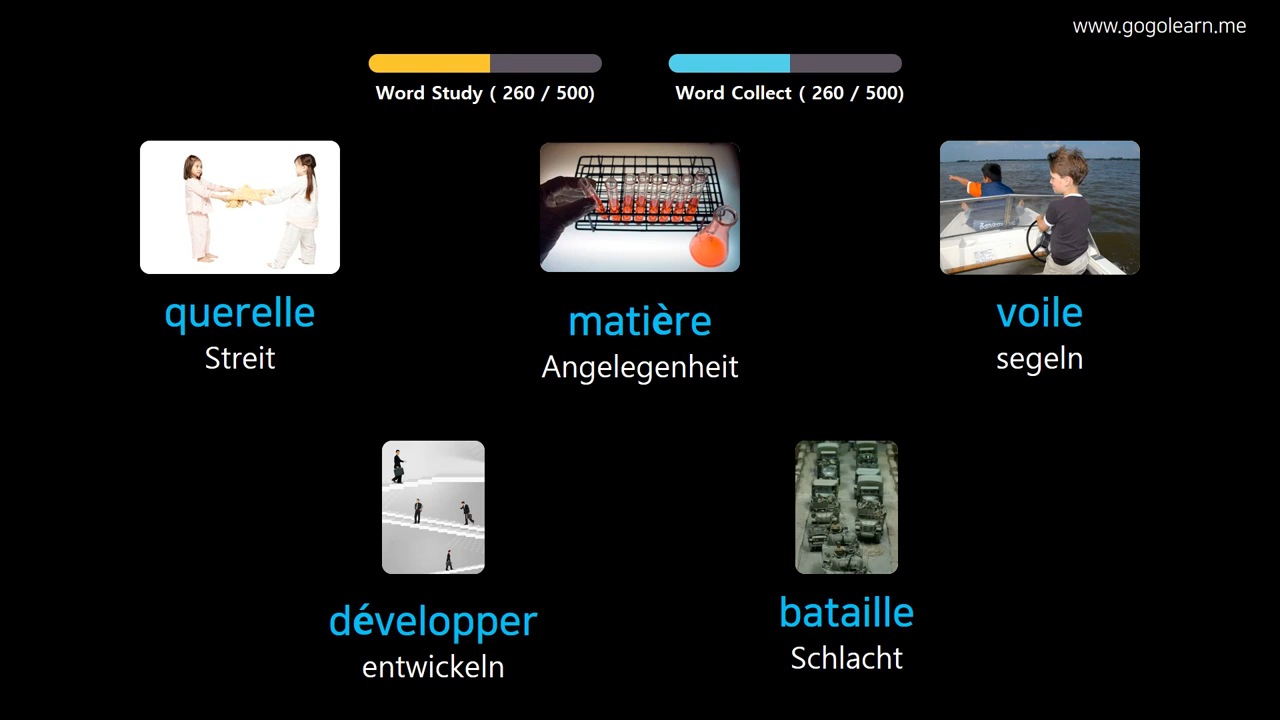 www.gogolearn.me
Word Study ( 260 / 500)
Word Collect ( 260 / 500)
querelle
Streit
matière
Angelegenheit
voile
segeln
développer
entwickeln
bataille
Schlacht